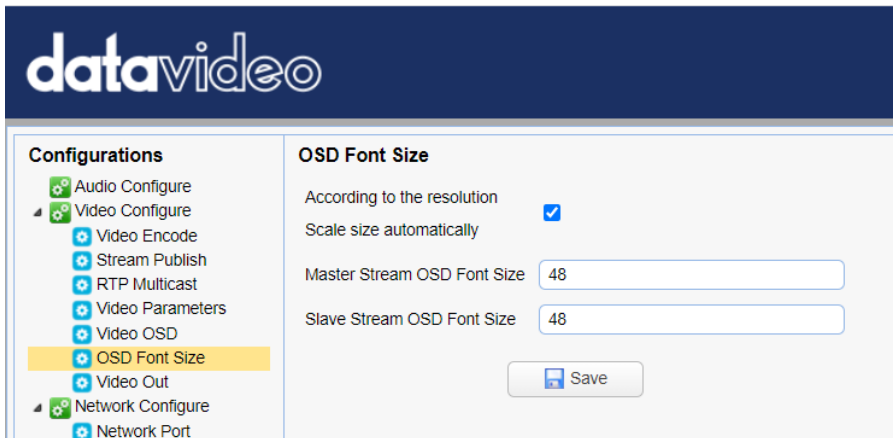 datavideo
Configurations
Audio Configure
Video Configure
Video Encode
Stream Publish
RTP Multicast
Video Parameters
Video OSD
OSD Font Size
Video Out
Network Configure
Network Port
OSD Font Size
According to the resolution
Scale size automatically
Master Stream OSD Font Size 48
Slave Stream OSD Font Size 48
Save